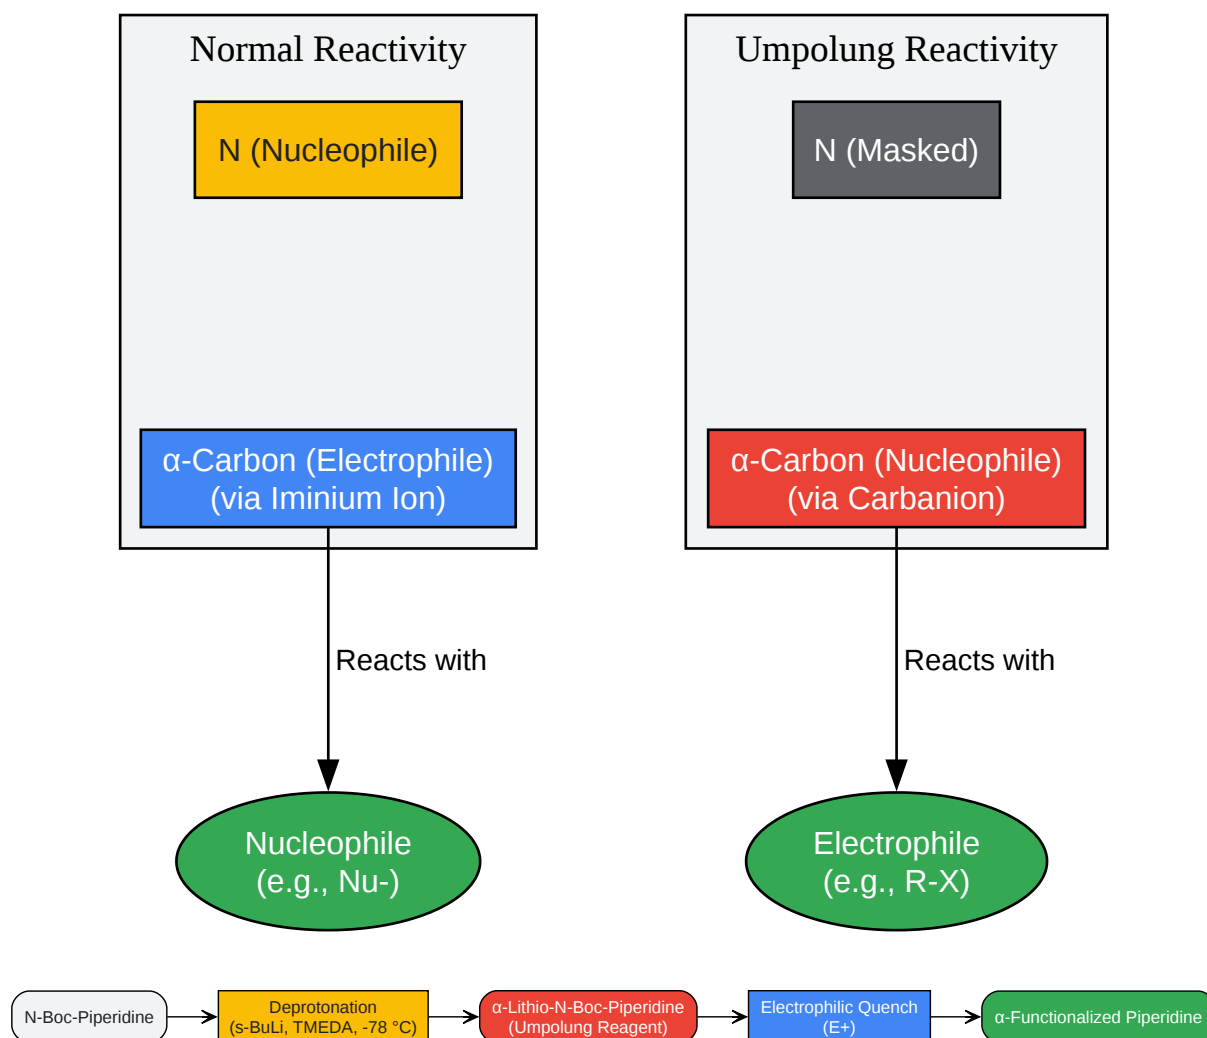 Normal Reactivity
N (Nucleophile)
α-Carbon (Electrophile)
(via Iminium Ion)
Reacts with
Nucleophile
(e.g., Nu-)
Umpolung Reactivity
N (Masked)
α-Carbon (Nucleophile)
(via Carbanion)
Reacts with
Electrophile
(e.g., R-X)
N-Boc-Piperidine
Deprotonation
(s-BuLi, TMEDA, -78 °C)
α-Lithio-N-Boc-Piperidine
(Umpolung Reagent)
Electrophilic Quench
(E+)
α-Functionalized Piperidine